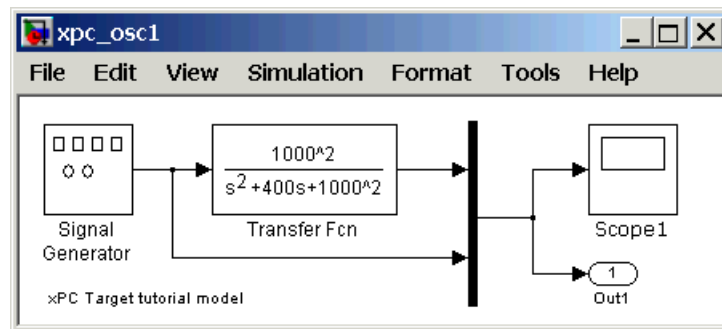 xpc_osc1
File Edit View Simulation Format Tools Help
1000^2
s^2+400s+1000^2
Signal
Generator
Transfer Fcn
Scope1
1
Out1
xPC Target tutorial model